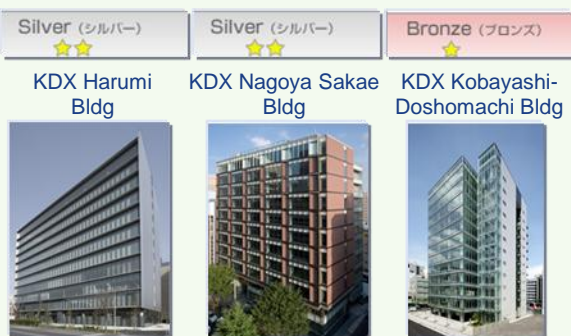 Silver (シルバー)
Silver (シルバー)
Bronze (ブロンズ)
KDX Harumi
Bldg
KDX Nagoya Sakae
Bldg
KDX Kobayashi-
Doshomachi Bldg